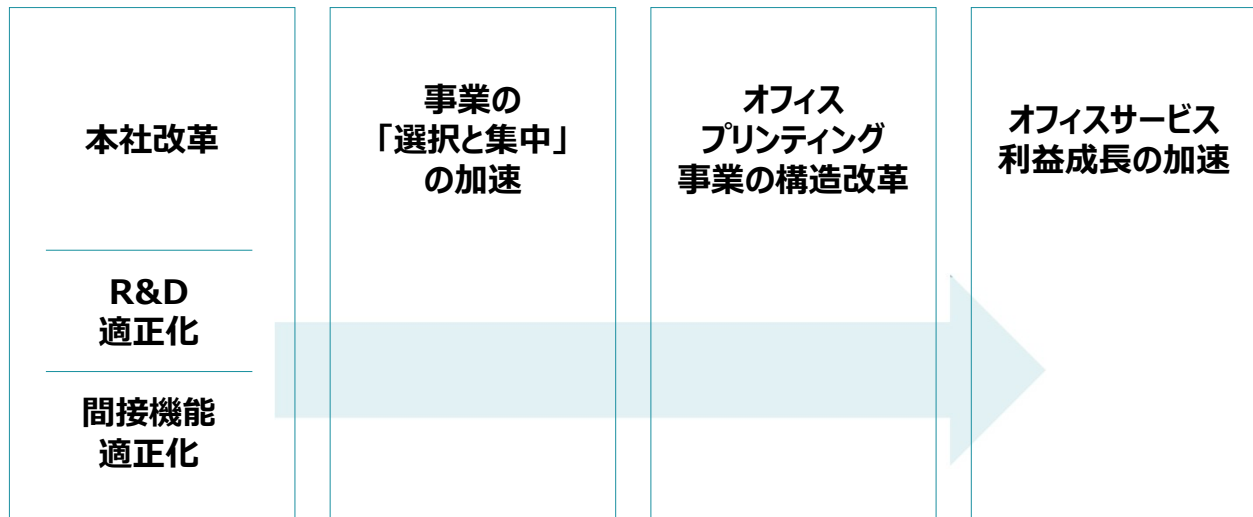 本社改革
R&D
適正化
間接機能
適正化
事業の
「選択と集中」
の加速
オフィス
プリンティング
事業の構造改革
オフィスサービス
利益成長の加速